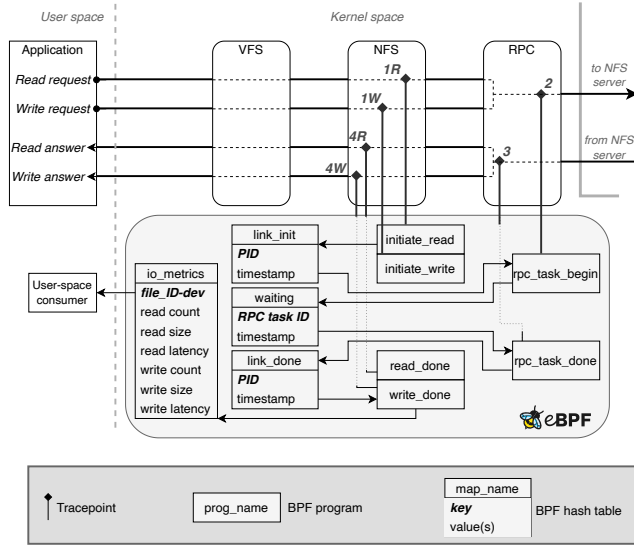 User space
Kernel space
Application
VFS
NFS
RPC
Read request
1R
2
to NFS
server
Write request
1W
Read answer
4R
3
from NFS
server
Write answer
4W
link_init
PID
timestamp
initiate_read
initiate_write
rpc_task_begin
User-space
consumer
io_metrics
file_ID-dev
read count
read size
read latency
write count
write size
write latency
waiting
RPC task ID
timestamp
link_done
PID
timestamp
read_done
write_done
rpc_task_done
eBPF
Tracepoint
prog_name
BPF program
map_name
key
value(s)
BPF hash table